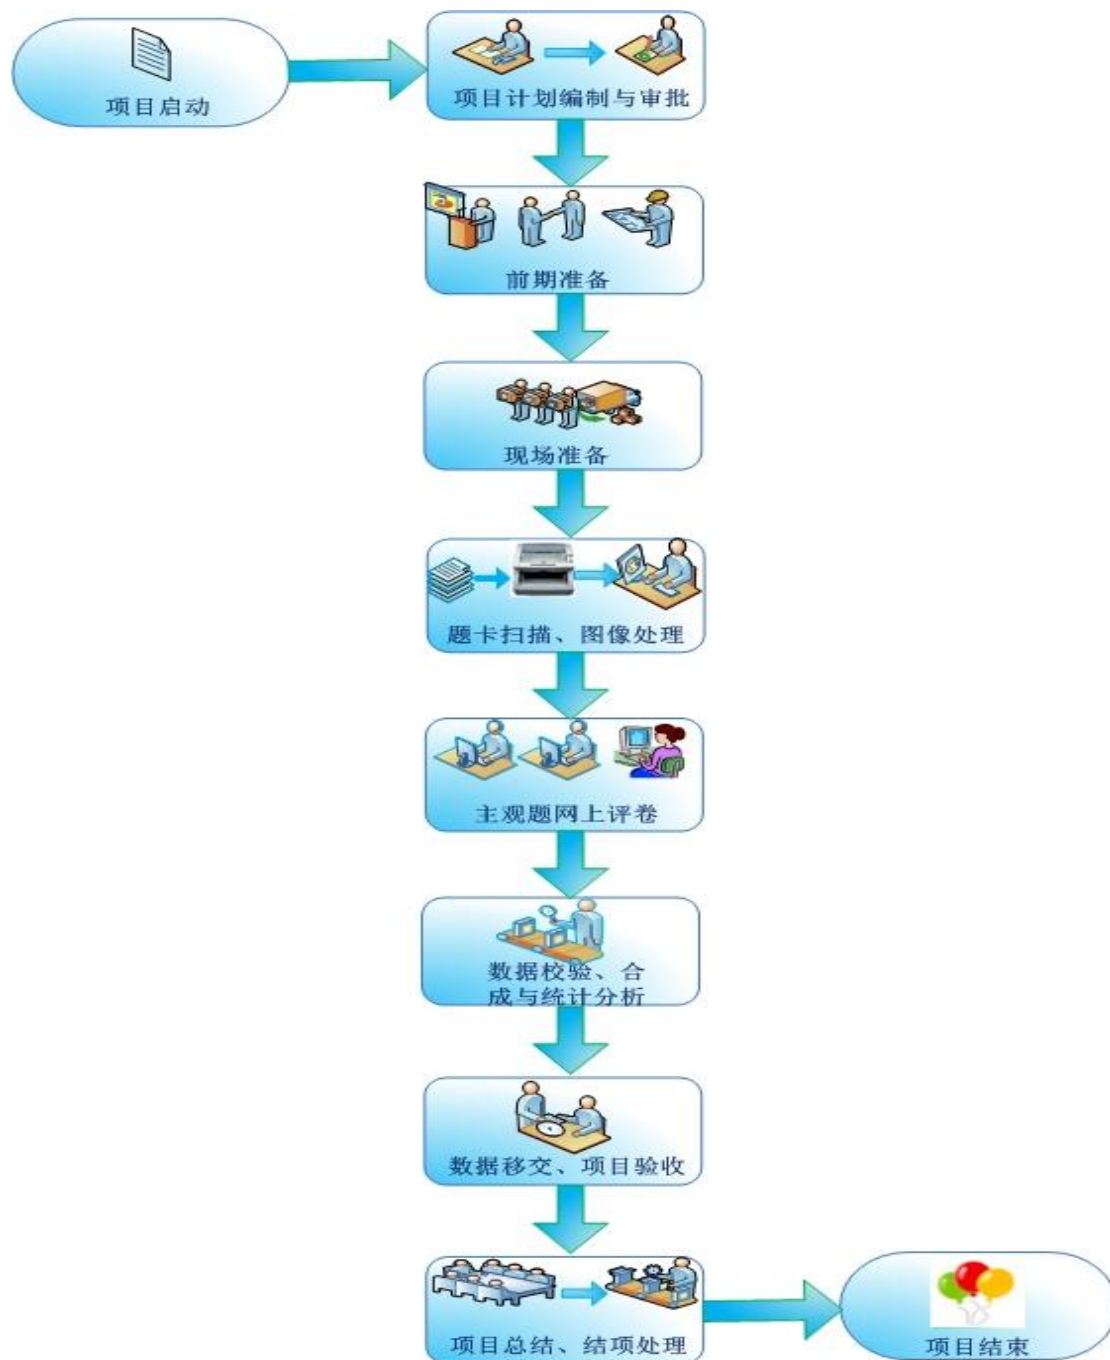 项目启动
项目计划编制与审批
前期准备
现场准备
题卡扫描、图像处理
主观题网上评卷
数据校验、合
成与统计分析
数据移交、项目验收
项目总结、结项处理
项目结束